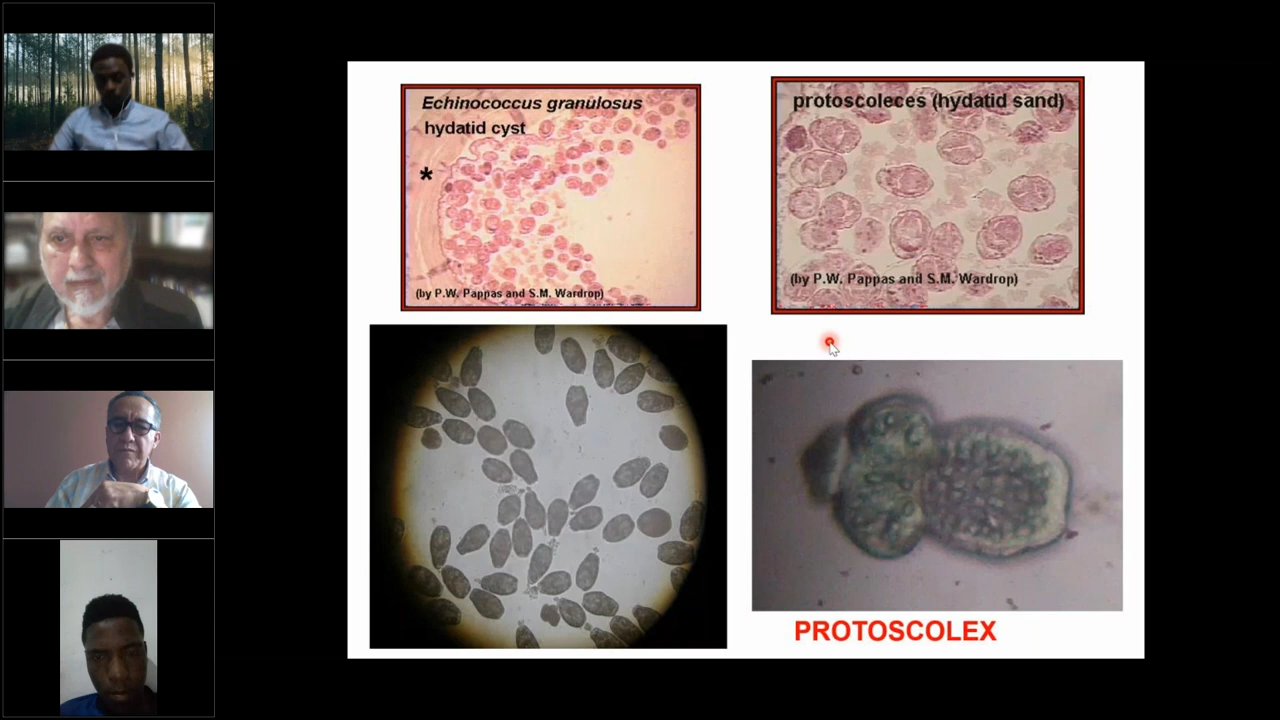 Echinococcus granulosus
hydatid cyst
*
(by P.W. Pappas and S.M. Wardrop)
protoscoleces (hydatid sand)
(by P.W. Pappas and S.M. Wardrop)
PROTOSCOLEX